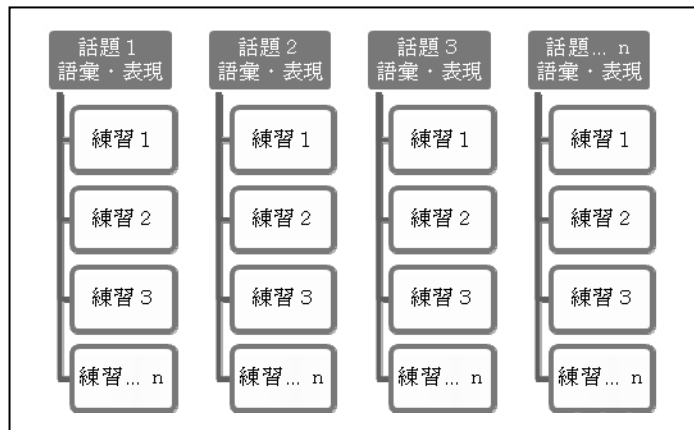 話題１
語彙・表現
練習１
練習２
練習３
練習… n
話題２
語彙・表現
練習１
練習２
練習３
練習… n
話題３
語彙・表現
練習１
練習２
練習３
練習… n
話題… n
語彙・表現
練習１
練習２
練習３
練習… n